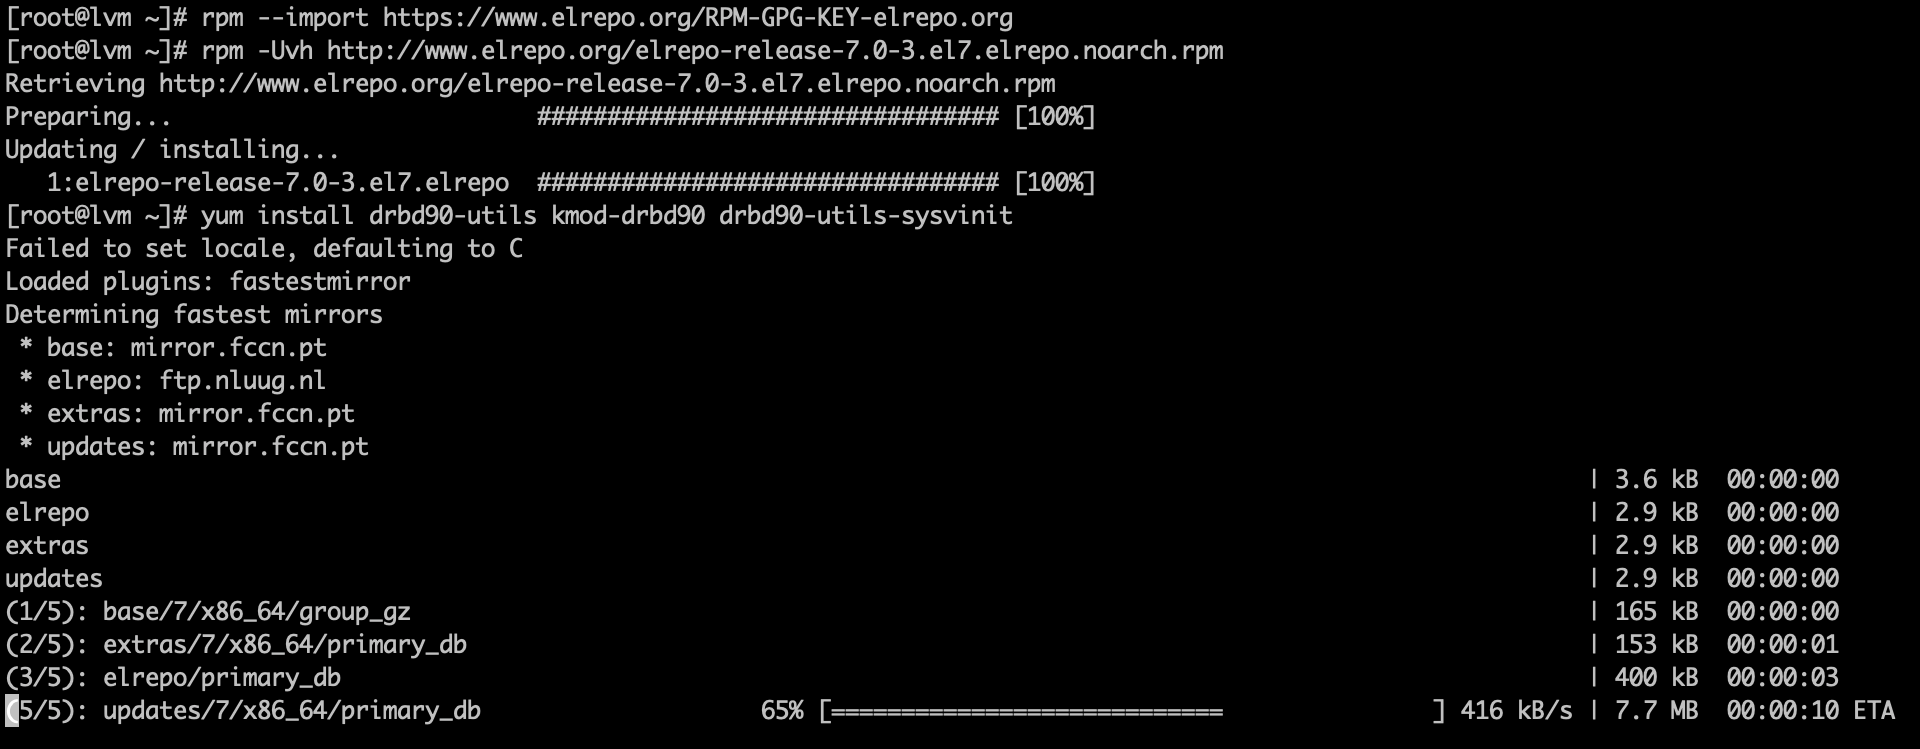 [root@lvm ~]# rpm --import https://www.elrepo.org/RPM-GPG-KEY-elrepo.org
[root@lvm ~]# rpm -Uvh http://www.elrepo.org/elrepo-release-7.0-3.el7.elrepo.noarch.rpm
Retrieving http://www.elrepo.org/elrepo-release-7.0-3.el7.elrepo.noarch.rpm
Preparing...                          ################################# [100%]
Updating / installing...
   1:elrepo-release-7.0-3.el7.elrepo  ################################# [100%]
[root@lvm ~]# yum install drbd90-utils kmod-drbd90 drbd90-utils-sysvinit
Failed to set locale, defaulting to C
Loaded plugins: fastestmirror
Determining fastest mirrors
 * base: mirror.fccn.pt
 * elrepo: ftp.nluug.nl
 * extras: mirror.fccn.pt
 * updates: mirror.fccn.pt
base | 3.6 kB  00:00:00
elrepo | 2.9 kB  00:00:00
extras | 2.9 kB  00:00:00
updates | 2.9 kB  00:00:00
(1/5): base/7/x86_64/group_gz | 165 kB  00:00:00
(2/5): extras/7/x86_64/primary_db | 153 kB  00:00:01
(3/5): elrepo/primary_db | 400 kB  00:00:03
(5/5): updates/7/x86_64/primary_db 65% [============================               ] 416 kB/s | 7.7 MB  00:00:10 ETA